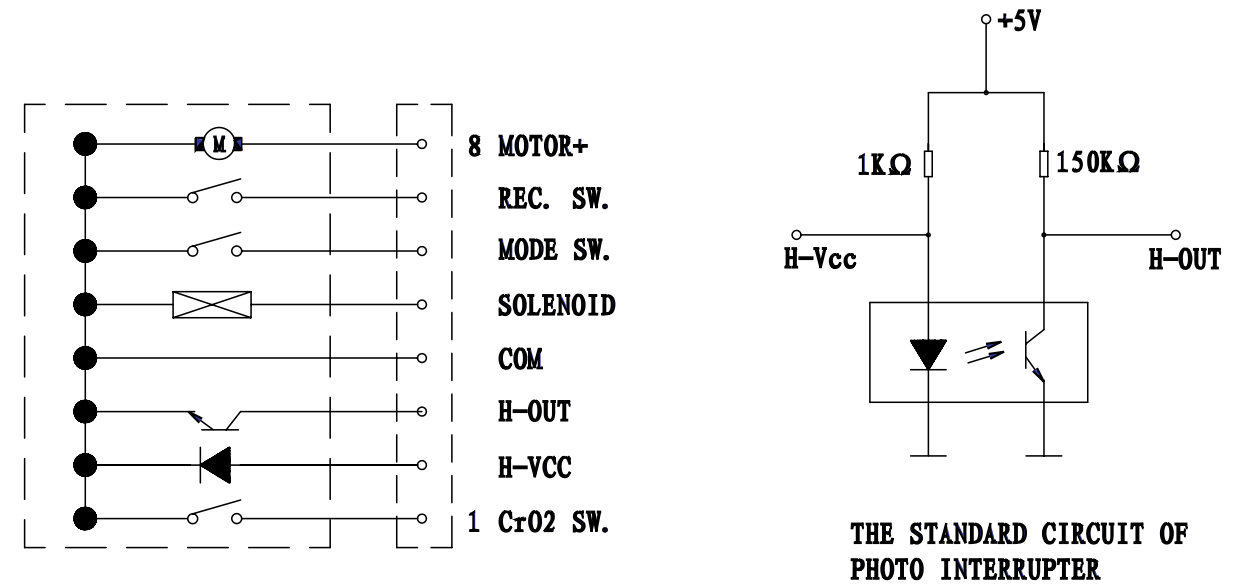 M
8 MOTOR+
REC. SW.
MODE SW.
SOLENOID
COM
H-OUT
H-VCC
1 CrO2 SW.
+5V
1KΩ
150KΩ
H-Vcc
H-OUT
THE STANDARD CIRCUIT OF
PHOTO INTERRUPTER